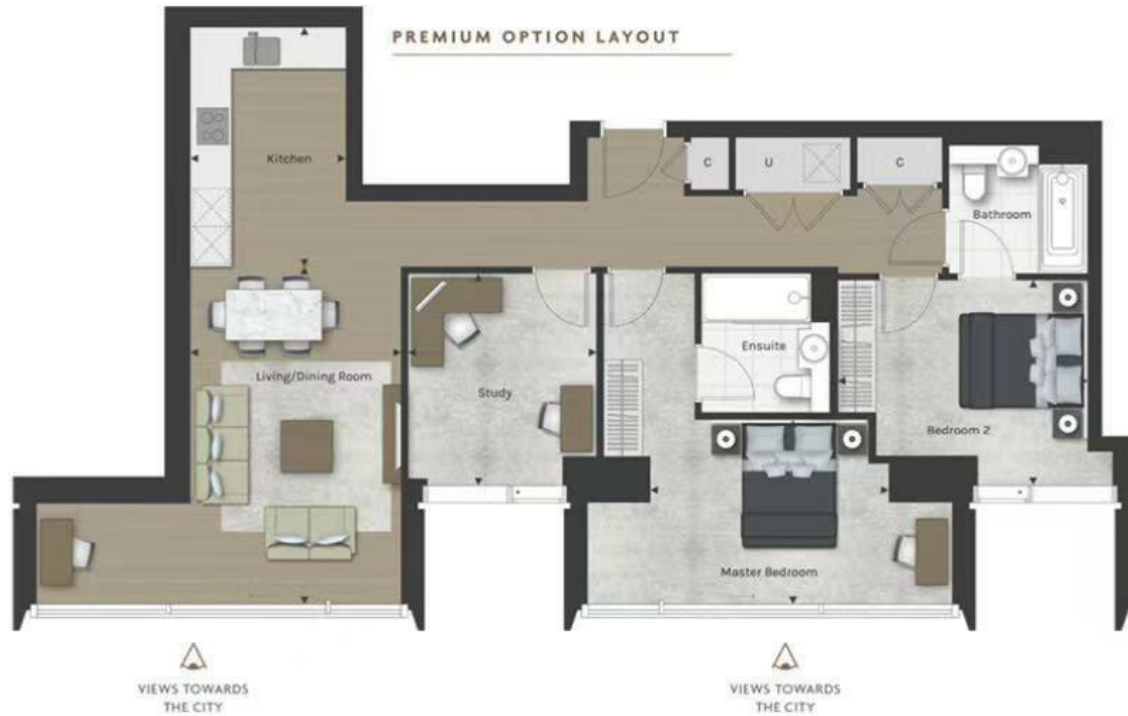 PREMIUM OPTION LAYOUT
Kitchen
C
U
C
Bathroom
Living/Dining Room
Study
Ensuite
Bedroom 2
Master Bedroom
VIEWS TOWARDS
THE CITY
VIEWS TOWARDS
THE CITY